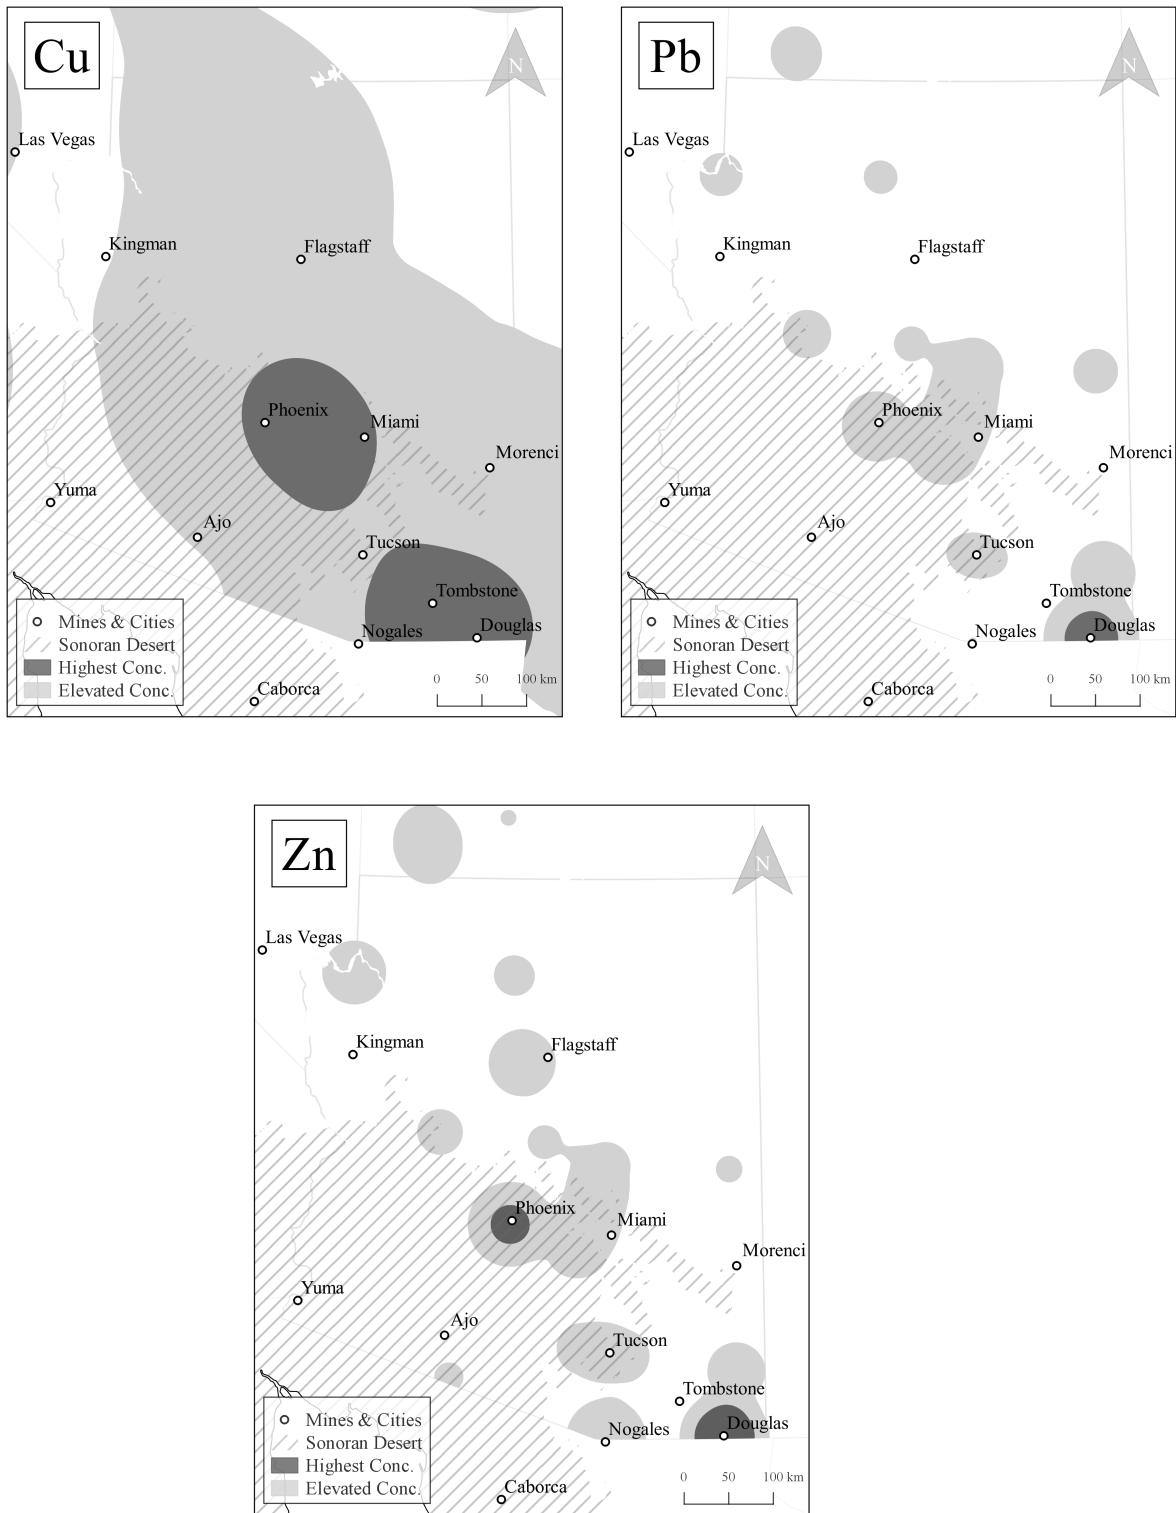 Cu
N
Las Vegas
Kingman
Flagstaff
Phoenix
Miami
Morenci
Yuma
Ajo
Tucson
Tombstone
Nogales
Douglas
Caborca
Mines & Cities
Sonoran Desert
Highest Conc.
Elevated Conc.
0 50 100 km
Pb
N
Las Vegas
Kingman
Flagstaff
Phoenix
Miami
Morenci
Yuma
Ajo
Tucson
Tombstone
Nogales
Douglas
Caborca
Mines & Cities
Sonoran Desert
Highest Conc.
Elevated Conc.
0 50 100 km
Zn
N
Las Vegas
Kingman
Flagstaff
Phoenix
Miami
Morenci
Yuma
Ajo
Tucson
Tombstone
Nogales
Douglas
Caborca
Mines & Cities
Sonoran Desert
Highest Conc.
Elevated Conc.
0 50 100 km